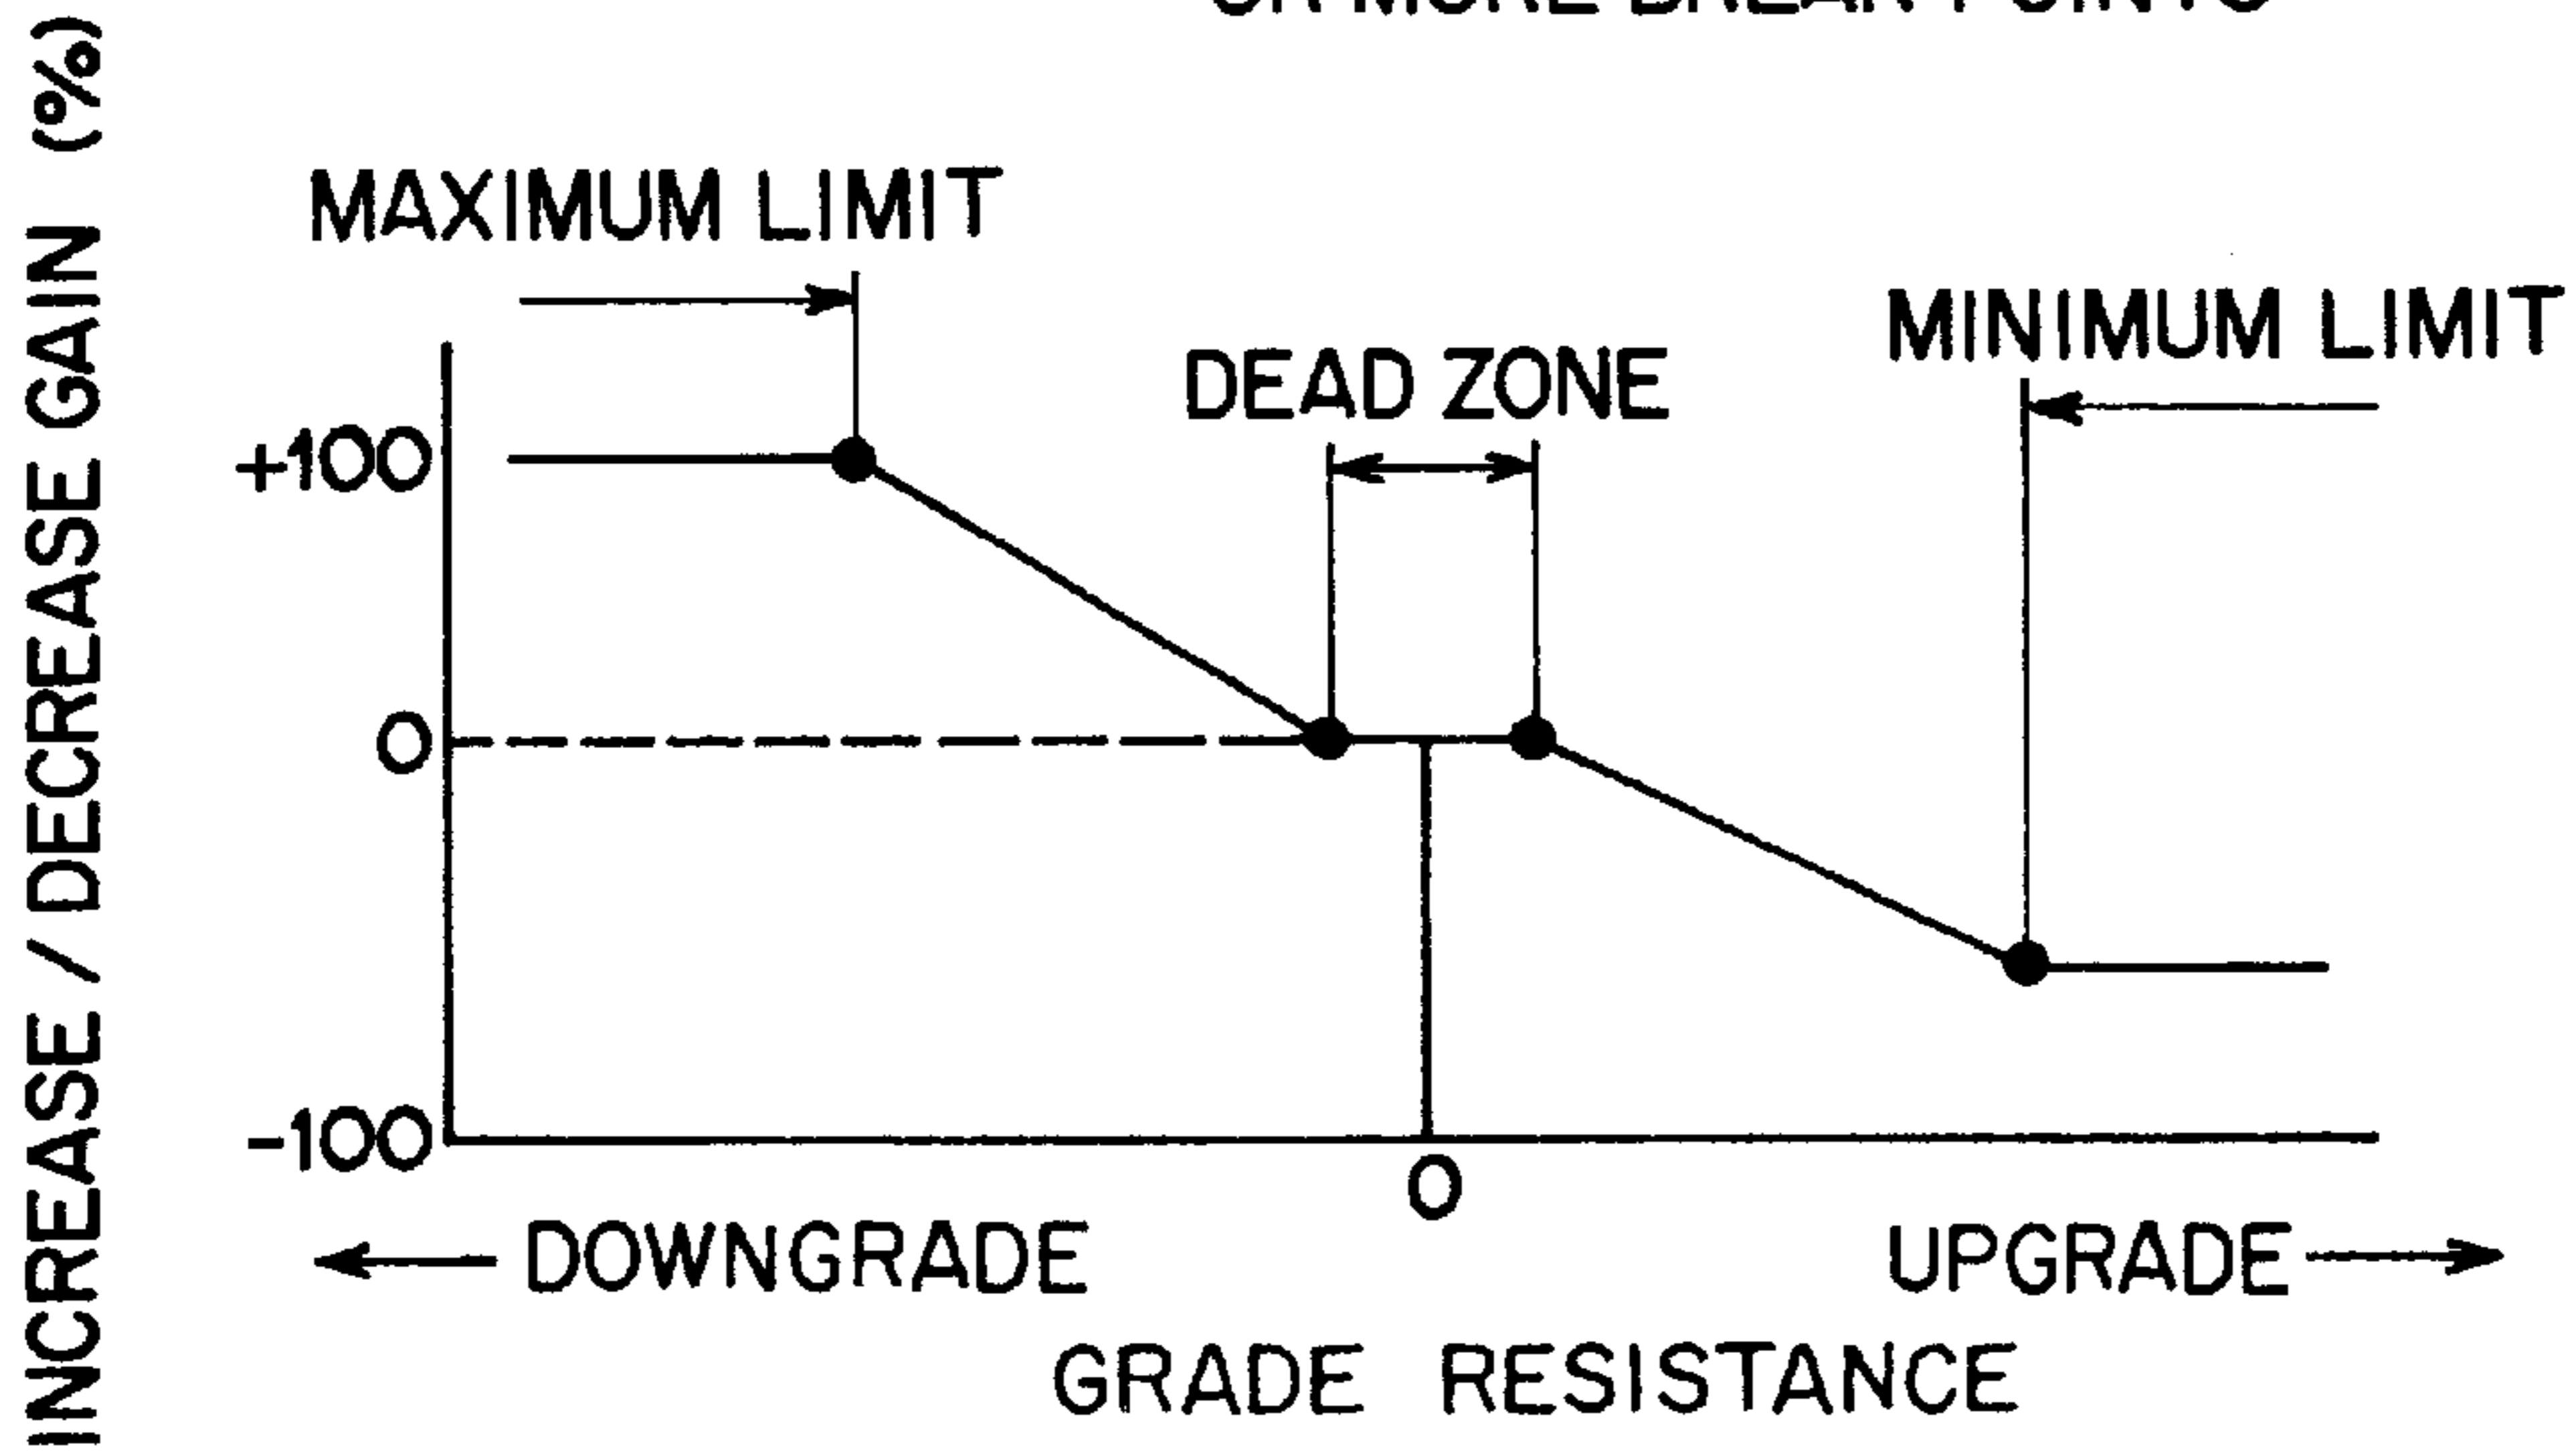 INCREASE / DECREASE GAIN (%)
MAXIMUM LIMIT
MINIMUM LIMIT
DEAD ZONE
+100
0
-100
0
DOWNGRADE
UPGRADE
GRADE RESISTANCE